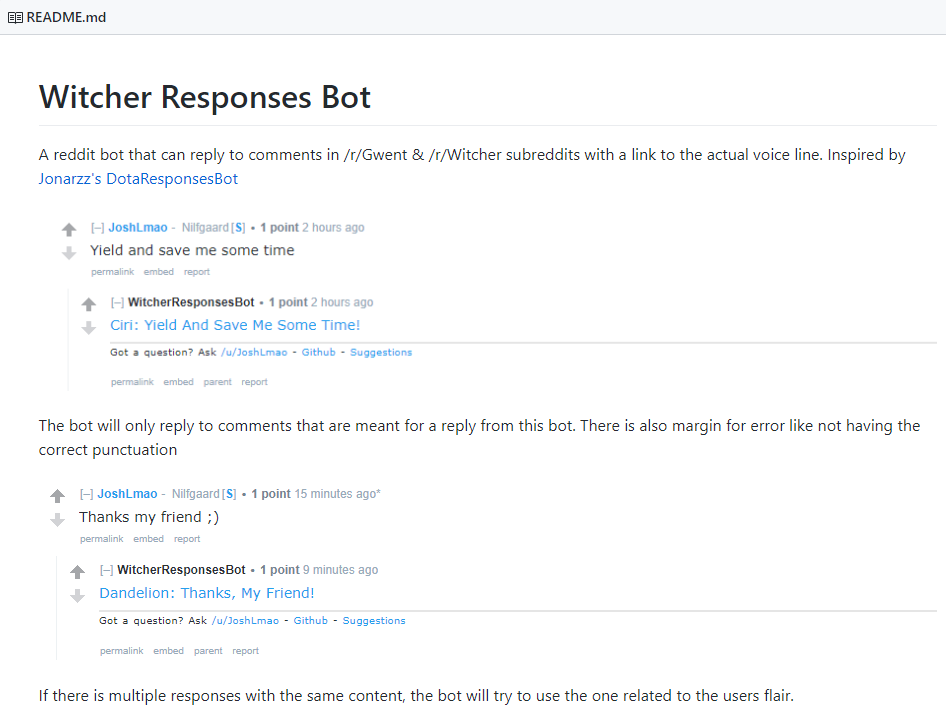 README.md
Witcher Responses Bot
A reddit bot that can reply to comments in /r/Gwent & /r/Witcher subreddits with a link to the actual voice line. Inspired by
Jonarzz's DotaResponsesBot
[–] JoshLmao - Nilfgaard [S] • 1 point 2 hours ago
Yield and save me some time
permalink embed report
[–] WitcherResponsesBot • 1 point 2 hours ago
Ciri: Yield And Save Me Some Time!
Got a question? Ask /u/JoshLmao - Github - Suggestions
permalink embed parent report
The bot will only reply to comments that are meant for a reply from this bot. There is also margin for error like not having the
correct punctuation
[–] JoshLmao - Nilfgaard [S] • 1 point 15 minutes ago*
Thanks my friend ;)
permalink embed report
[–] WitcherResponsesBot • 1 point 9 minutes ago
Dandelion: Thanks, My Friend!
Got a question? Ask /u/JoshLmao - Github - Suggestions
permalink embed parent report
If there is multiple responses with the same content, the bot will try to use the one related to the users flair.